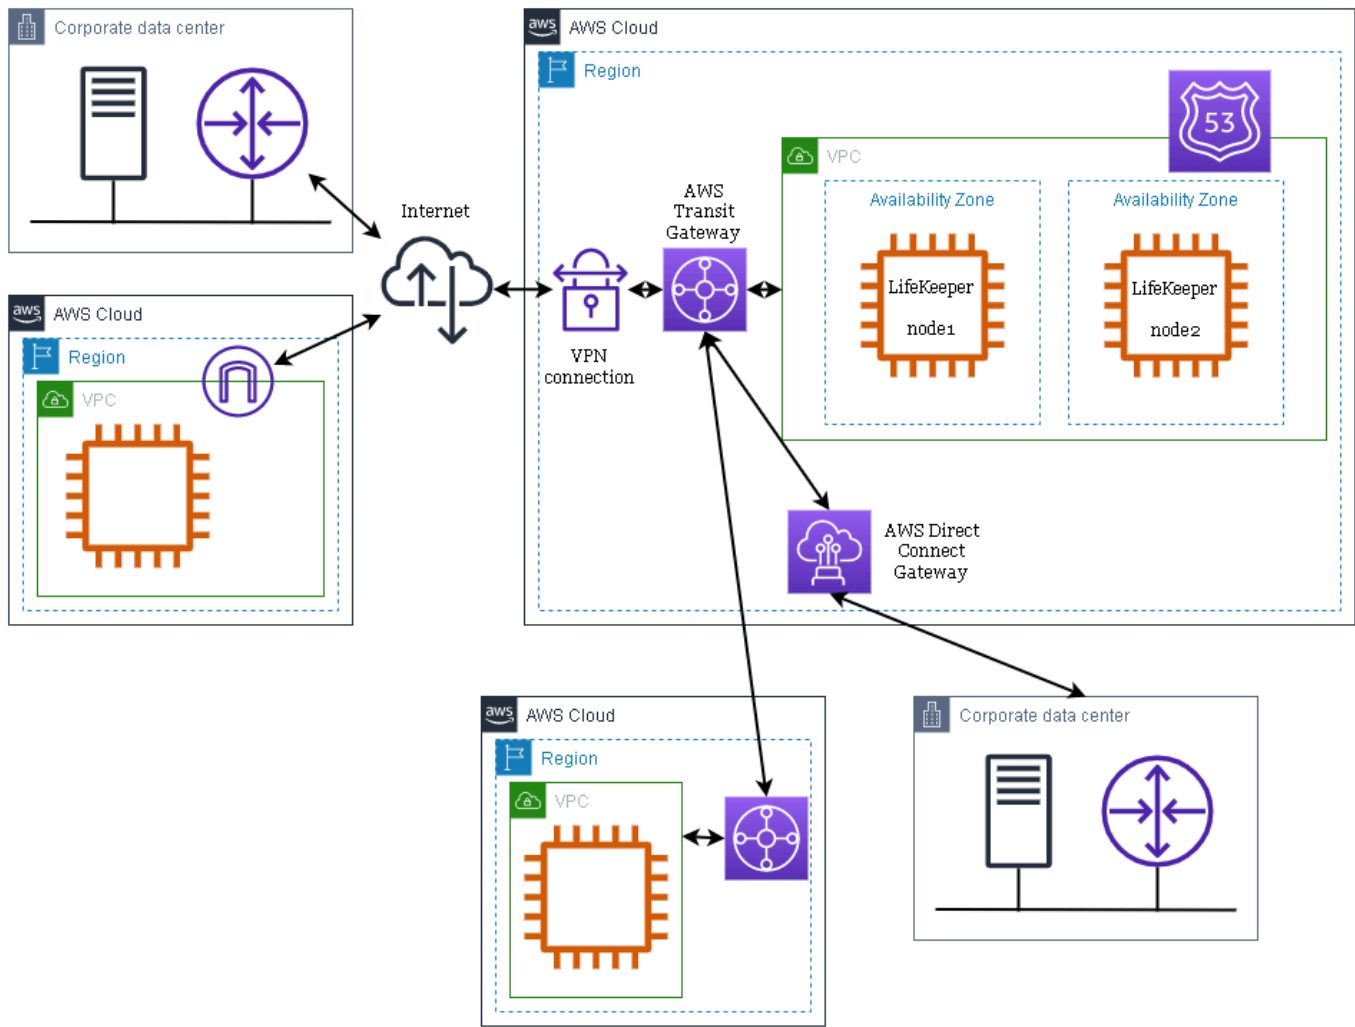 Corporate data center
aws
AWS Cloud
Region
53
VPC
Availability Zone
Availability Zone
AWS
Transit
Gateway
Internet
LifeKeeper
node1
LifeKeeper
node2
aws
AWS Cloud
Region
VPC
VPN
connection
AWS Direct
Connect
Gateway
aws
AWS Cloud
Region
VPC
Corporate data center